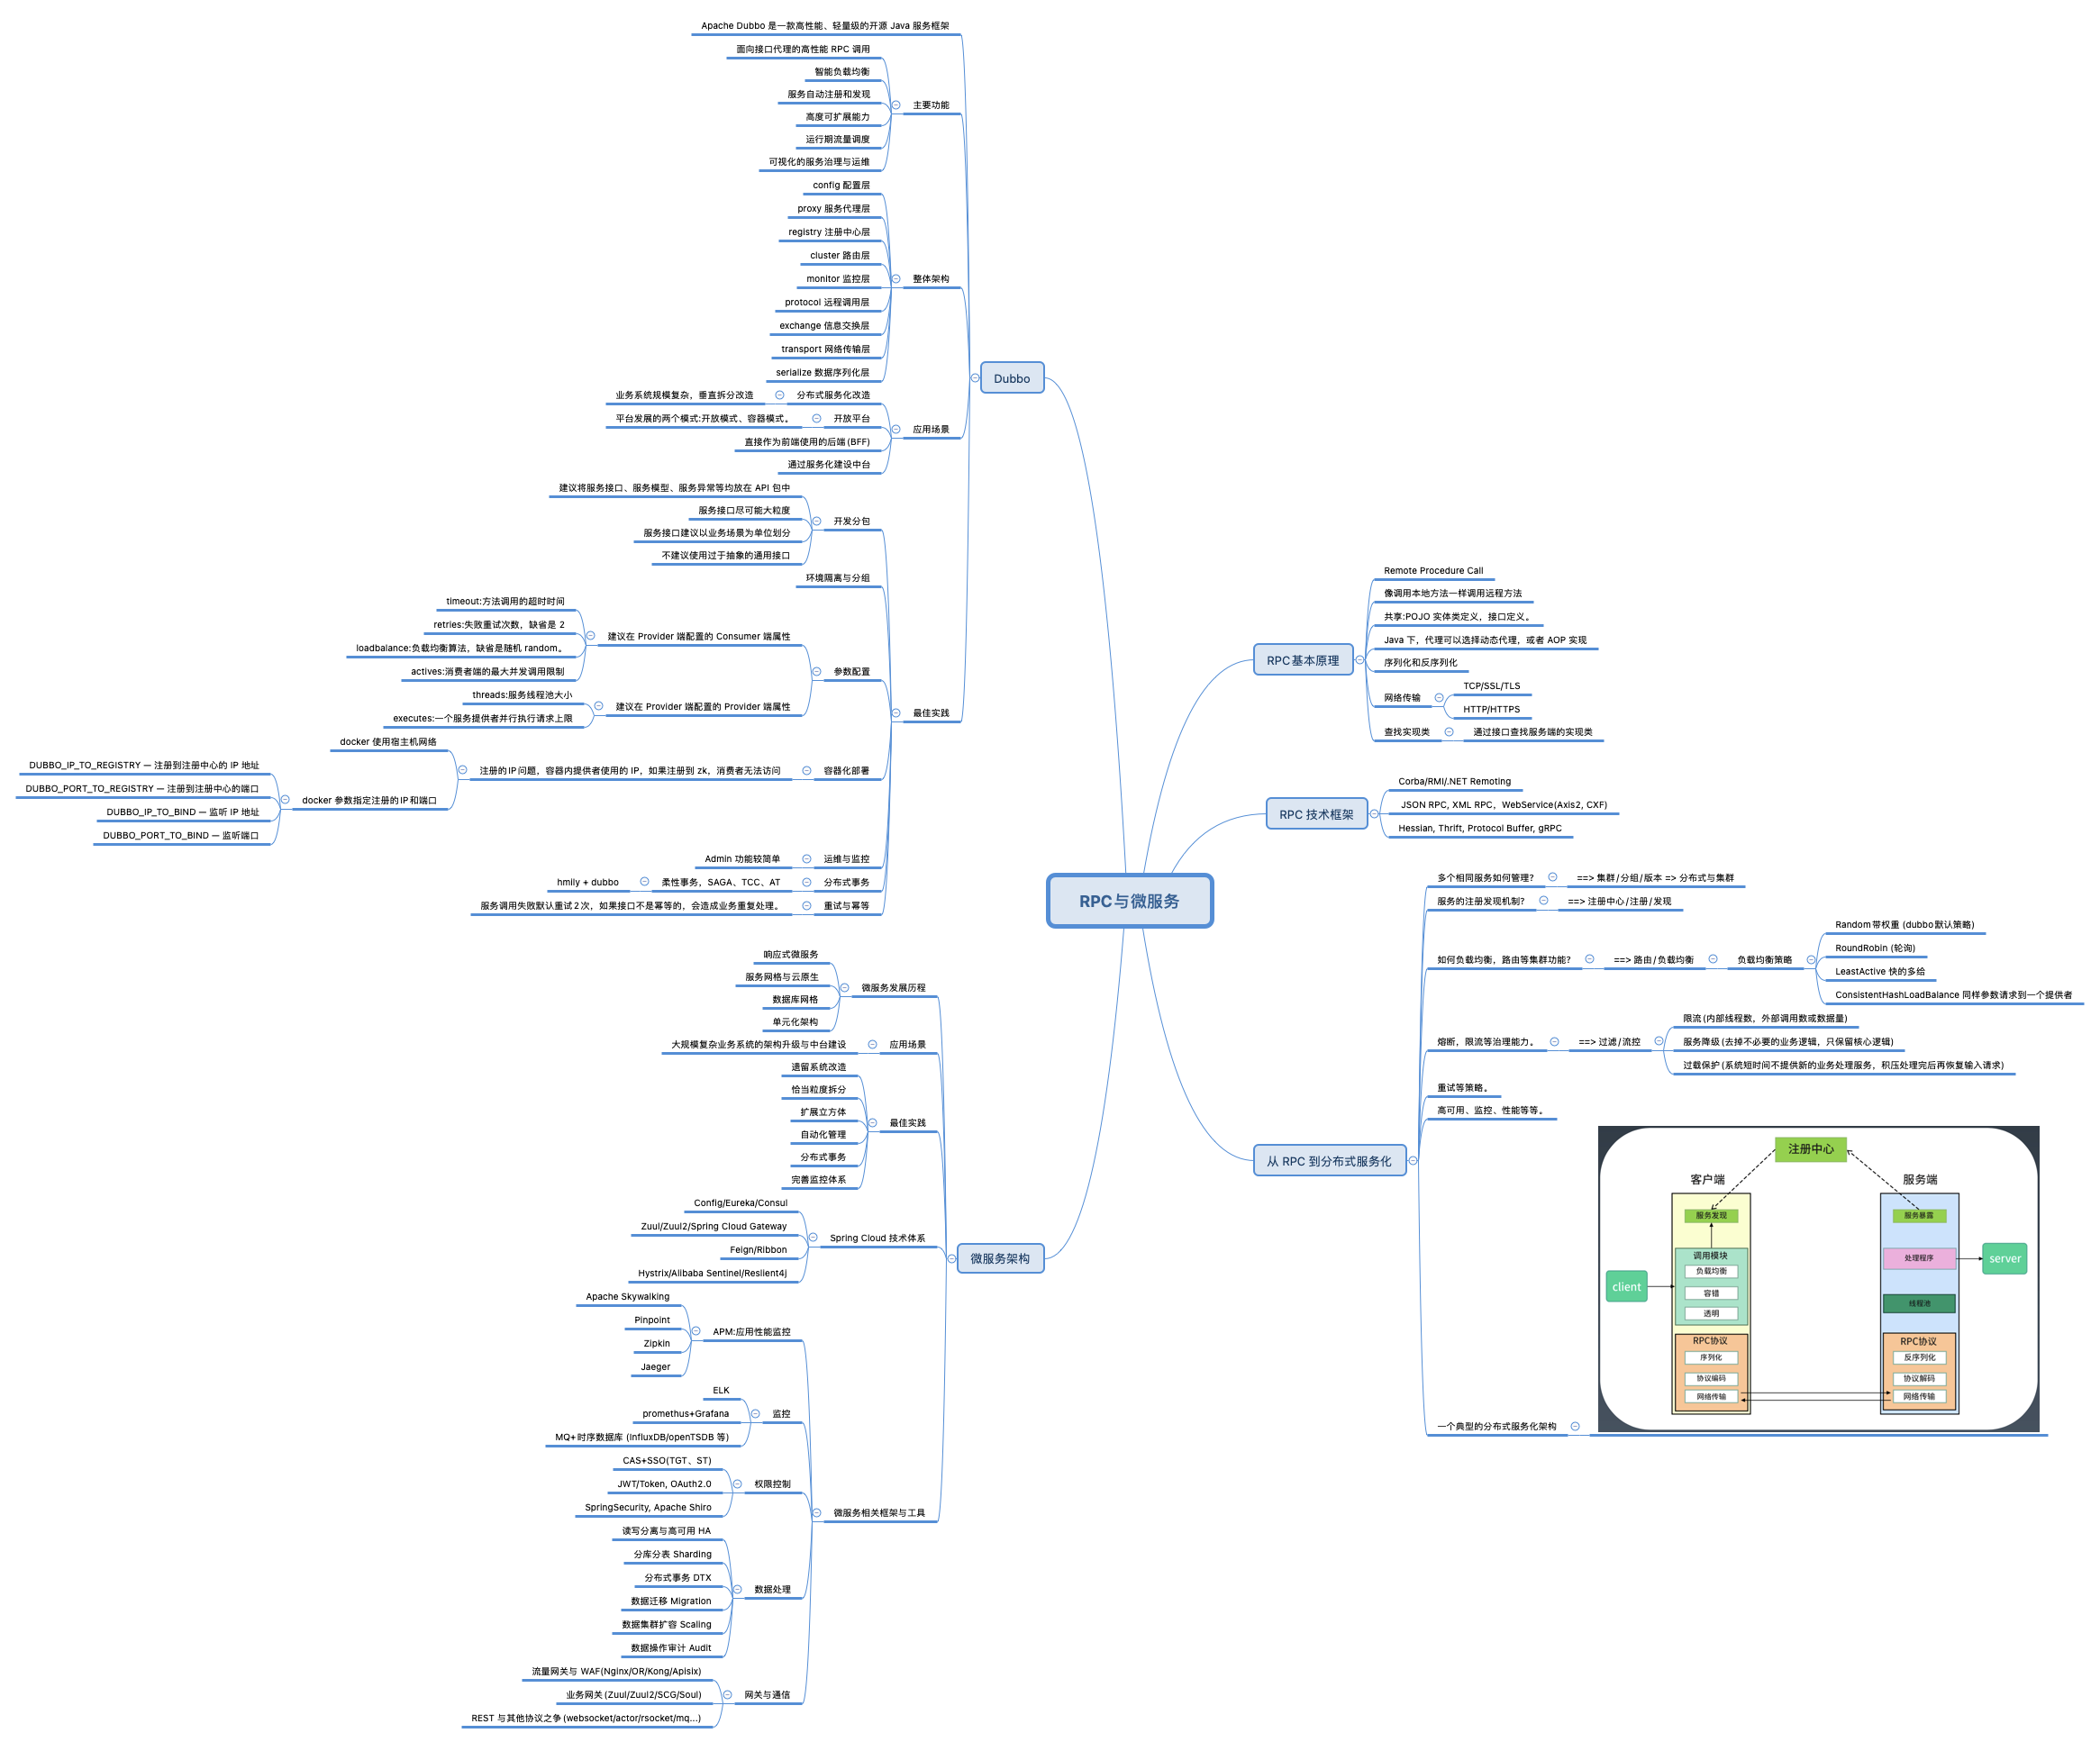 RPC与微服务
RPC基本原理
Remote Procedure Call
像调用本地方法一样调用远程方法
共享:POJO 实体类定义，接口定义。
Java 下，代理可以选择动态代理，或者 AOP 实现
序列化和反序列化
网络传输
TCP/SSL/TLS
HTTP/HTTPS
查找实现类
通过接口查找服务端的实现类
RPC 技术框架
Corba/RMI/.NET Remoting
JSON RPC, XML RPC，WebService(Axis2, CXF)
Hessian, Thrift, Protocol Buffer, gRPC
从 RPC 到分布式服务化
多个相同服务如何管理?
==> 集群/分组/版本 => 分布式与集群
服务的注册发现机制?
==> 注册中心/注册/发现
如何负载均衡，路由等集群功能?
==> 路由/负载均衡
负载均衡策略
Random带权重 (dubbo默认策略)
RoundRobin (轮询)
LeastActive 快的多给
ConsistentHashLoadBalance 同样参数请求到一个提供者
熔断，限流等治理能力。
==> 过滤/流控
限流(内部线程数，外部调用数或数据量)
服务降级(去掉不必要的业务逻辑，只保留核心逻辑)
过载保护(系统短时间不提供新的业务处理服务，积压处理完后再恢复输入请求)
重试等策略。
高可用、监控、性能等等。
一个典型的分布式服务化架构
注册中心
客户端
服务端
服务发现
服务暴露
调用模块
负载均衡
容错
透明
处理程序
server
client
线程池
RPC协议
序列化
协议编码
网络传输
RPC协议
反序列化
协议解码
网络传输
Dubbo
Apache Dubbo 是一款高性能、轻量级的开源 Java 服务框架
主要功能
面向接口代理的高性能 RPC 调用
智能负载均衡
服务自动注册和发现
高度可扩展能力
运行期流量调度
可视化的服务治理与运维
整体架构
config 配置层
proxy 服务代理层
registry 注册中心层
cluster 路由层
monitor 监控层
protocol 远程调用层
exchange 信息交换层
transport 网络传输层
serialize 数据序列化层
应用场景
分布式服务化改造
业务系统规模复杂，垂直拆分改造
开放平台
平台发展的两个模式:开放模式、容器模式。
直接作为前端使用的后端(BFF)
通过服务化建设中台
最佳实践
开发分包
建议将服务接口、服务模型、服务异常等均放在 API 包中
服务接口尽可能大粒度
服务接口建议以业务场景为单位划分
不建议使用过于抽象的通用接口
环境隔离与分组
参数配置
建议在 Provider 端配置的 Consumer 端属性
timeout:方法调用的超时时间
retries:失败重试次数，缺省是 2
loadbalance:负载均衡算法，缺省是随机 random。
actives:消费者端的最大并发调用限制
建议在 Provider 端配置的 Provider 端属性
threads:服务线程池大小
executes:一个服务提供者并行执行请求上限
容器化部署
注册的IP问题，容器内提供者使用的 IP，如果注册到 zk，消费者无法访问
docker 使用宿主机网络
docker 参数指定注册的IP和端口
DUBBO_IP_TO_REGISTRY — 注册到注册中心的 IP 地址
DUBBO_PORT_TO_REGISTRY — 注册到注册中心的端口
DUBBO_IP_TO_BIND — 监听 IP 地址
DUBBO_PORT_TO_BIND — 监听端口
运维与监控
Admin 功能较简单
分布式事务
柔性事务，SAGA、TCC、AT
hmily + dubbo
重试与幂等
服务调用失败默认重试2次，如果接口不是幂等的，会造成业务重复处理。
微服务架构
微服务发展历程
响应式微服务
服务网格与云原生
数据库网格
单元化架构
应用场景
大规模复杂业务系统的架构升级与中台建设
最佳实践
遗留系统改造
恰当粒度拆分
扩展立方体
自动化管理
分布式事务
完善监控体系
Spring Cloud 技术体系
Config/Eureka/Consul
Zuul/Zuul2/Spring Cloud Gateway
Feign/Ribbon
Hystrix/Alibaba Sentinel/Reslient4j
微服务相关框架与工具
APM:应用性能监控
Apache Skywalking
Pinpoint
Zipkin
Jaeger
监控
ELK
promethus+Grafana
MQ+时序数据库 (InfluxDB/openTSDB 等)
权限控制
CAS+SSO(TGT、ST)
JWT/Token, OAuth2.0
SpringSecurity, Apache Shiro
数据处理
读写分离与高可用 HA
分库分表 Sharding
分布式事务 DTX
数据迁移 Migration
数据集群扩容 Scaling
数据操作审计 Audit
网关与通信
流量网关与 WAF(Nginx/OR/Kong/Apisix)
业务网关(Zuul/Zuul2/SCG/Soul)
REST 与其他协议之争(websocket/actor/rsocket/mq...)